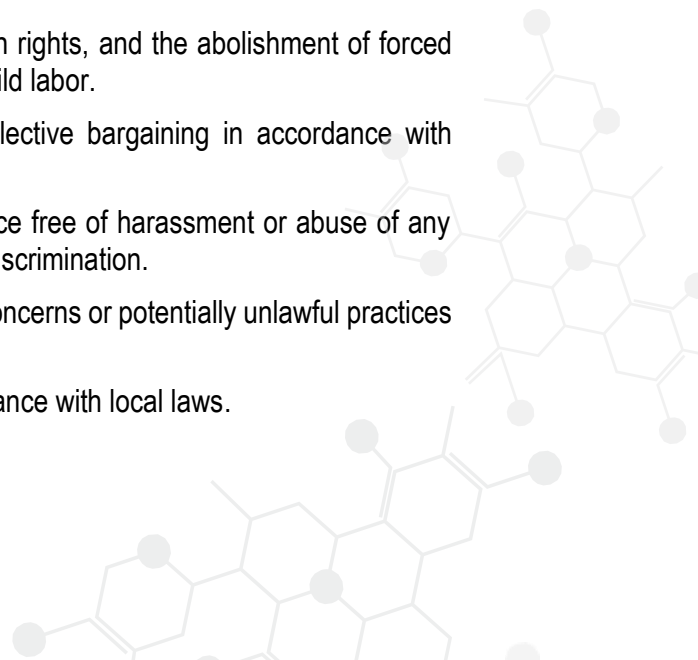 n rights, and the abolishment of forced
ild labor.
lective bargaining in accordance with
ce free of harassment or abuse of any
scrimination.
oncerns or potentially unlawful practices
ance with local laws.